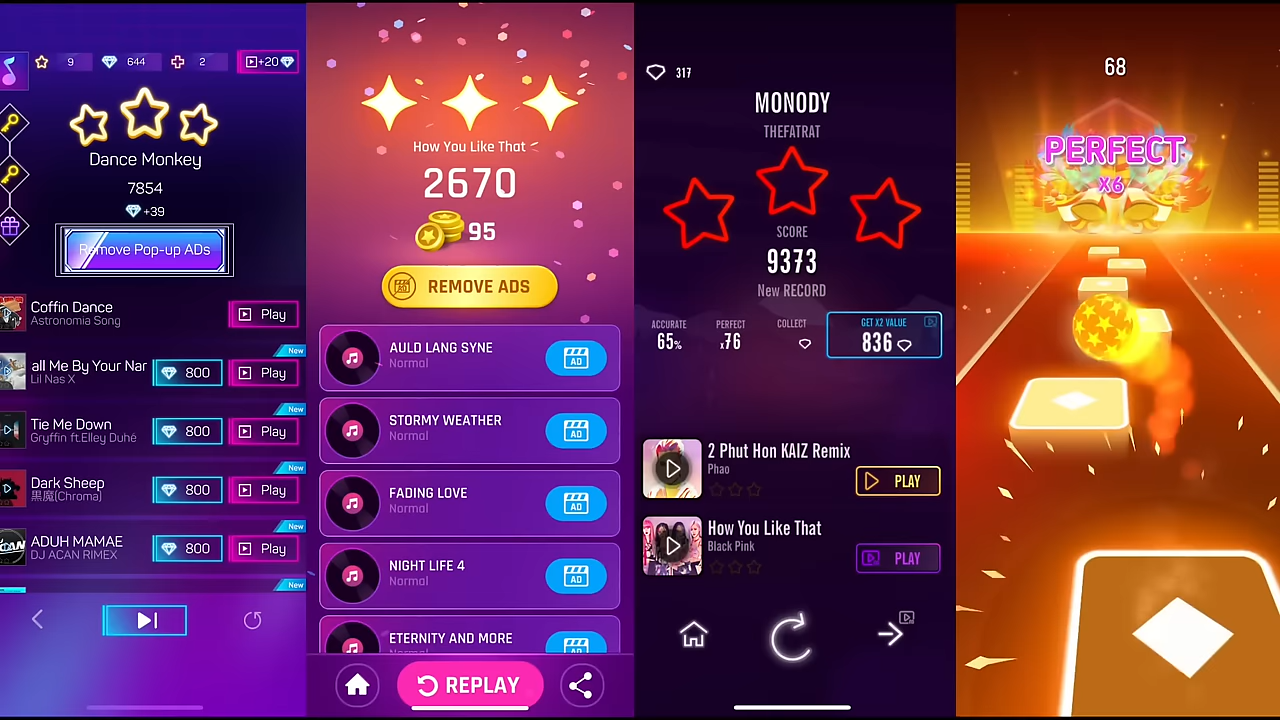 9 644 2 +20
Dance Monkey
7854
+39
Remove Pop-up ADs
Coffin Dance
Astronomia Song
Play
New
all Me By Your Nar
Lil Nas X
800
Play
New
Tie Me Down
Gryffin ft.Elley Duhé
800
Play
New
Dark Sheep
黒魔(Chroma)
800
Play
New
ADUH MAMAE
DJ ACAN RIMEX
800
Play
New
How You Like That
2670
95
REMOVE ADS
AULD LANG SYNE
Normal
AD
STORMY WEATHER
Normal
AD
FADING LOVE
Normal
AD
NIGHT LIFE 4
Normal
AD
ETERNITY AND MORE
Normal
AD
REPLAY
317
MONODY
THEFATRAT
SCORE
9373
New RECORD
ACCURATE
65%
PERFECT
x76
COLLECT
GET X2 VALUE
836
2 Phut Hon KAIZ Remix
Phao
PLAY
How You Like That
Black Pink
PLAY
68
PERFECT
X6